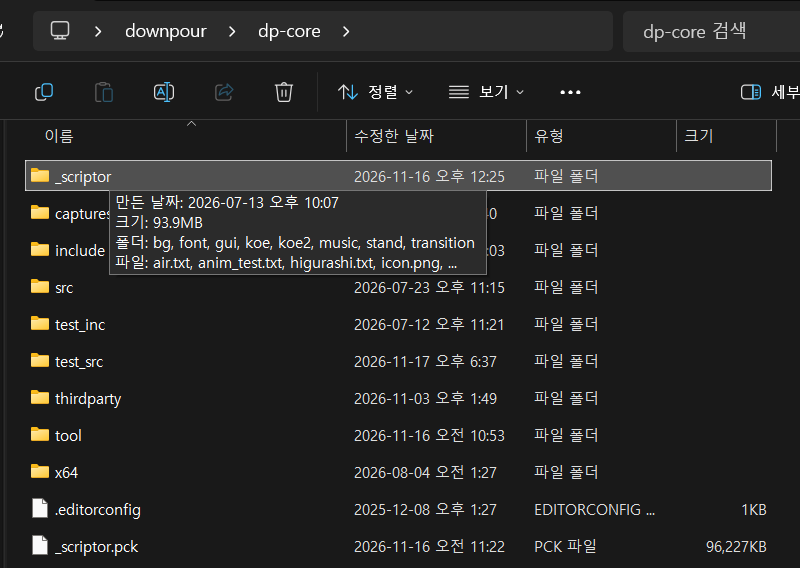 downpour > dp-core >
dp-core 검색
정렬 보기 세부
이름 수정한 날짜 유형 크기
_scriptor 2026-11-16 오후 12:25 파일 폴더
만든 날짜: 2026-07-13 오후 10:07
크기: 93.9MB
폴더: bg, font, gui, koe, koe2, music, stand, transition
파일: air.txt, anim_test.txt, higurashi.txt, icon.png, ...
captures :40 파일 폴더
include :03 파일 폴더
src 2026-07-23 오후 11:15 파일 폴더
test_inc 2026-07-12 오후 11:21 파일 폴더
test_src 2026-11-17 오후 6:37 파일 폴더
thirdparty 2026-11-03 오후 1:49 파일 폴더
tool 2026-11-16 오전 10:53 파일 폴더
x64 2026-08-04 오전 1:27 파일 폴더
.editorconfig 2025-12-08 오후 1:27 EDITORCONFIG ... 1KB
_scriptor.pck 2026-11-16 오전 11:22 PCK 파일 96,227KB